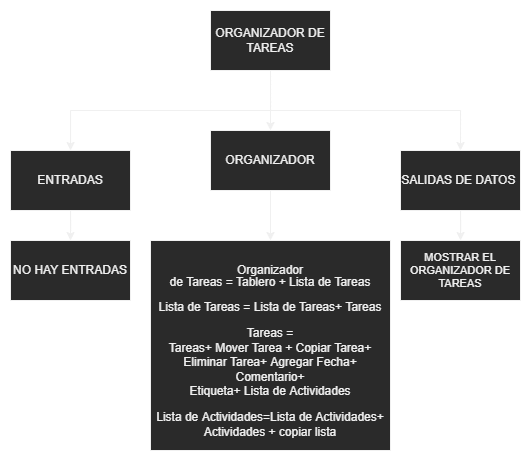 ORGANIZADOR DE
TAREAS
ENTRADAS
ORGANIZADOR
SALIDAS DE DATOS
NO HAY ENTRADAS
Organizador
de Tareas = Tablero + Lista de Tareas
Lista de Tareas = Lista de Tareas+ Tareas
Tareas =
Tareas+ Mover Tarea + Copiar Tarea+
Eliminar Tarea+ Agregar Fecha+
Comentario+
Etiqueta+ Lista de Actividades
Lista de Actividades=Lista de Actividades+
Actividades + copiar lista
MOSTRAR EL
ORGANIZADOR DE
TAREAS